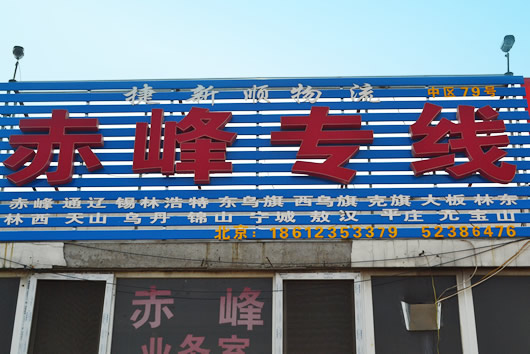 捷新顺物流 中区79号
赤峰专线
赤峰 通辽 锡林浩特 东乌旗 西乌旗 克旗 大板 林东
林西 天山 乌丹 锦山 宁城 敖汉 平庄 元宝山
北京：18612353379 52386476
赤峰
业务室